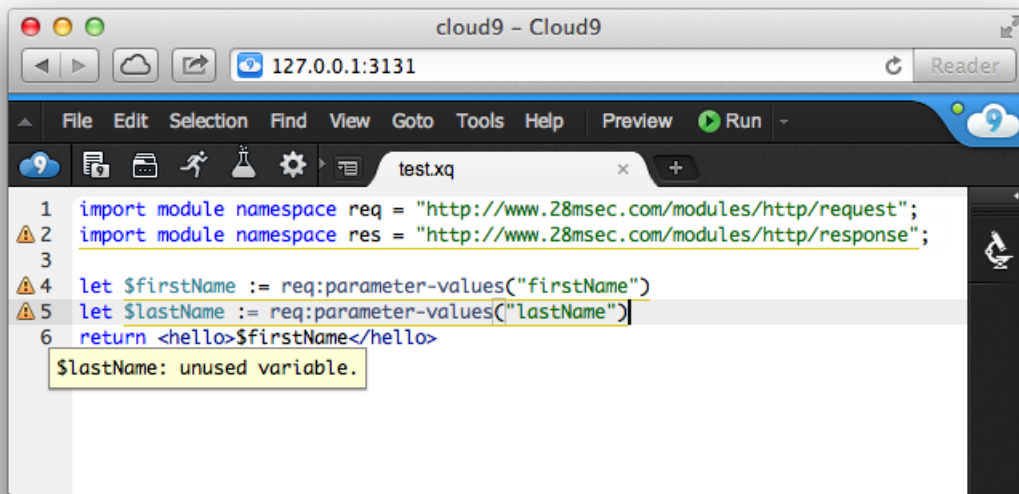 cloud9 – Cloud9
127.0.0.1:3131
Reader
File Edit Selection Find View Goto Tools Help Preview Run
9
9
test.xq
1 import module namespace req = "http://www.28msec.com/modules/http/request";
2 import module namespace res = "http://www.28msec.com/modules/http/response";
3
4 let $firstName := req:parameter-values("firstName")
5 let $lastName := req:parameter-values("lastName")
6 return <hello>$firstName</hello>
$lastName: unused variable.